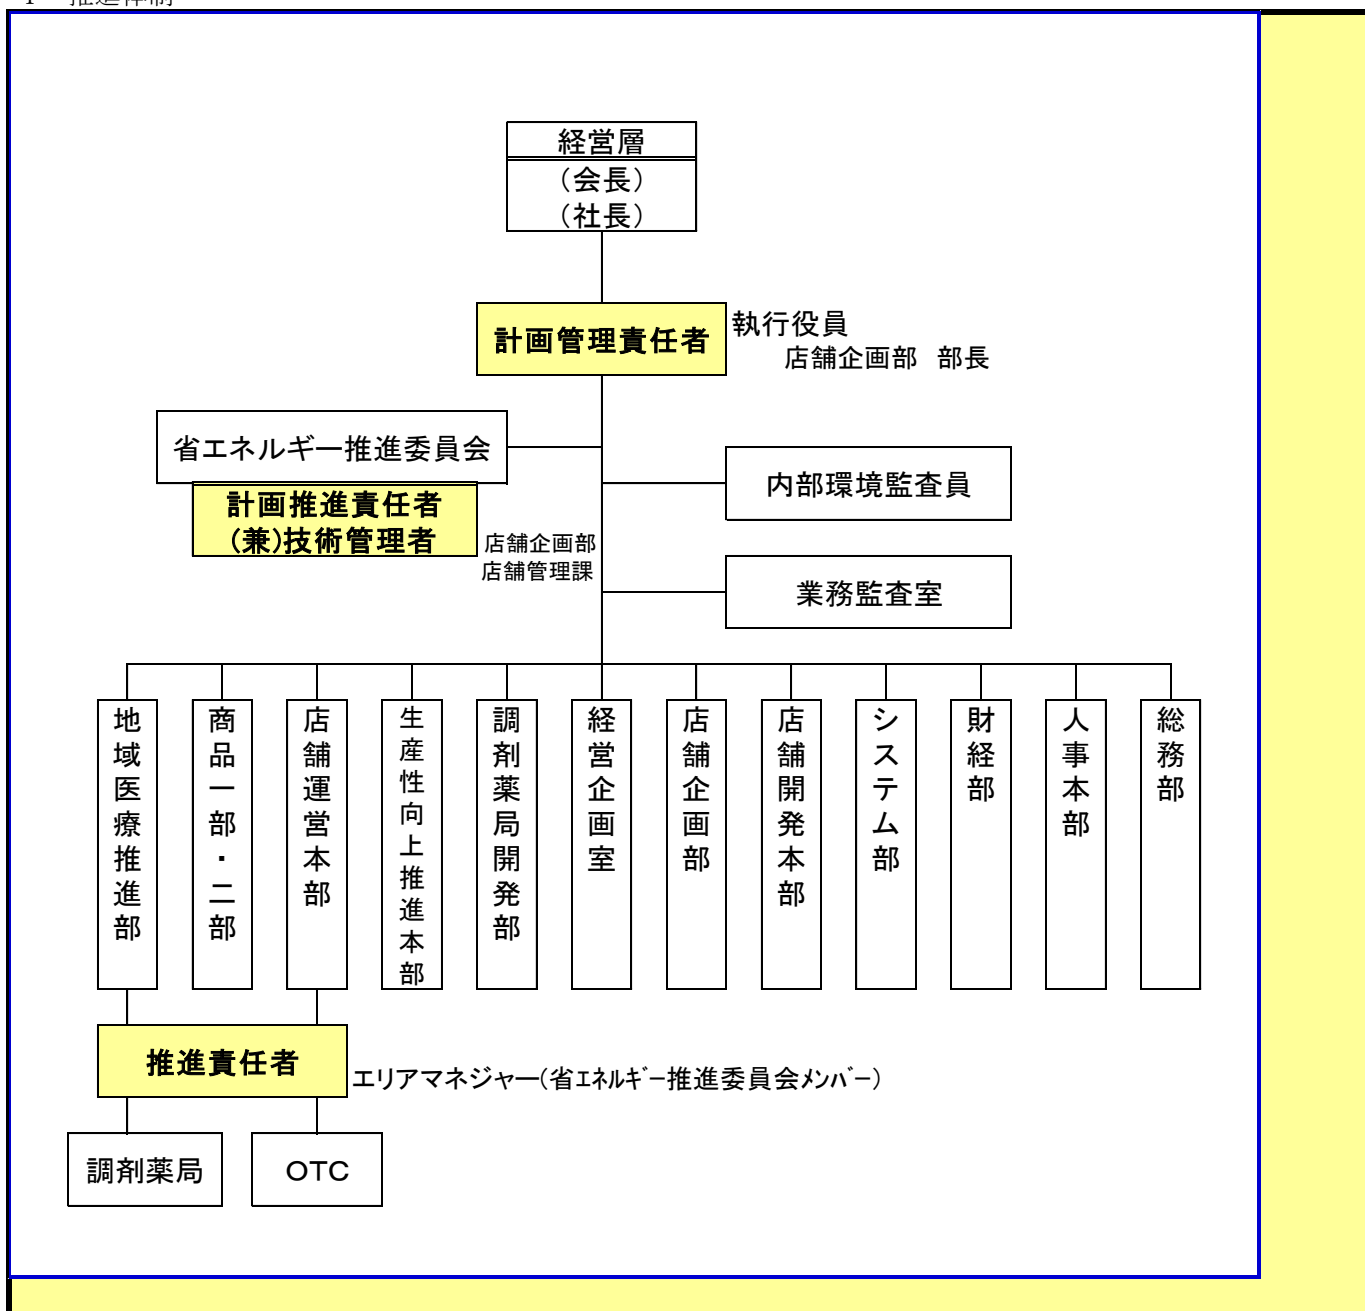 経営層
(会長)
(社長)
計画管理責任者
執行役員
店舗企画部 部長
省エネルギー推進委員会
内部環境監査員
計画推進責任者
(兼)技術管理者
店舗企画部
店舗管理課
業務監査室
地域医療推進部
商品一部・二部
店舗運営本部
生産性向上推進本部
調剤薬局開発部
経営企画室
店舗企画部
店舗開発本部
システム部
財経部
人事本部
総務部
推進責任者
エリアマネジャー(省エネルギー推進委員会メンバー)
調剤薬局
OTC